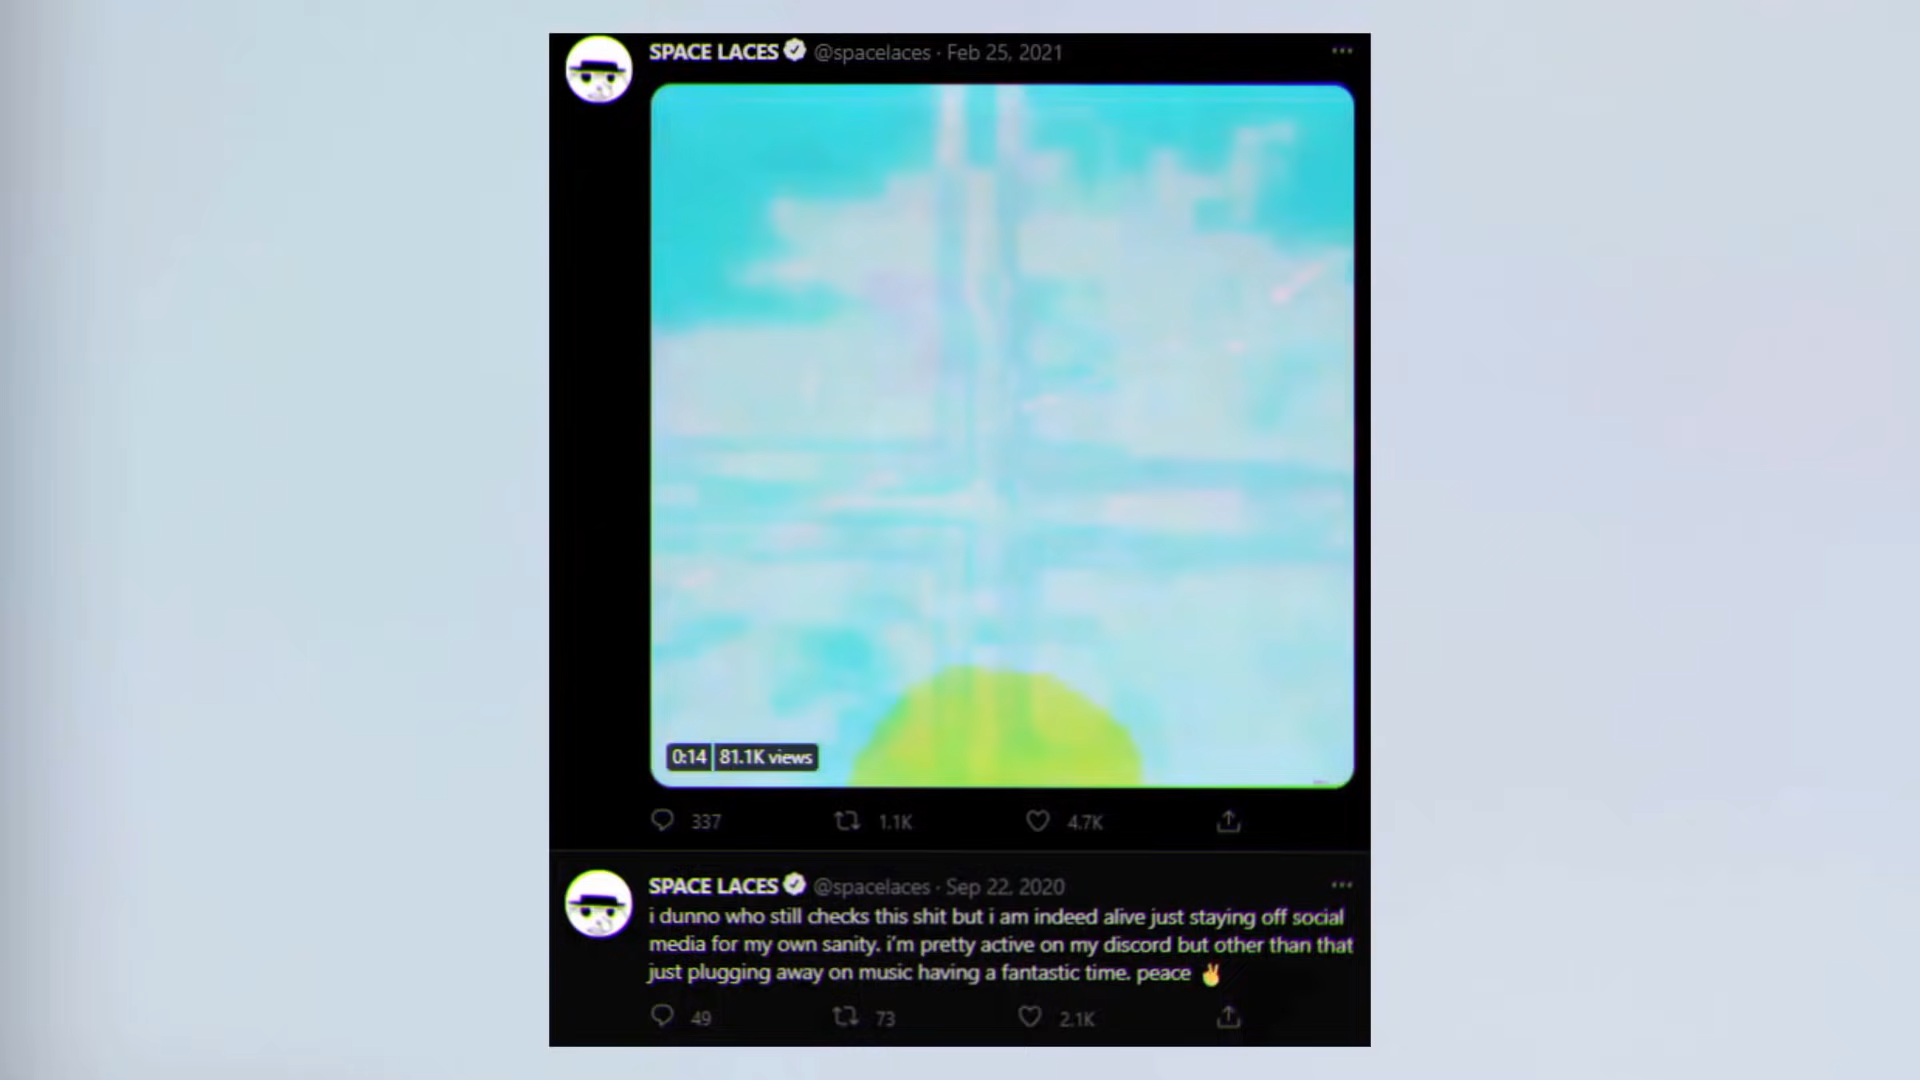 SPACE LACES @spacelaces · Feb 25, 2021
0:14 81.1K views
337 1.1K 4.7K
SPACE LACES @spacelaces · Sep 22, 2020
i dunno who still checks this shit but i am indeed alive just staying off social
media for my own sanity. i'm pretty active on my discord but other than that
just plugging away on music having a fantastic time. peace ✌️
49 73 2.1K